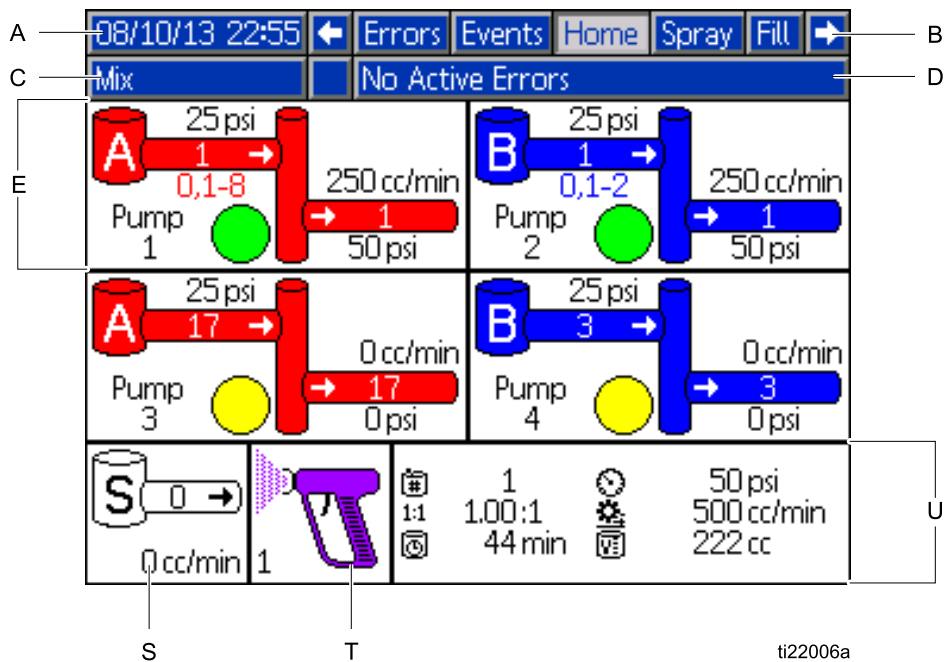 A
08/10/13 22:55
Errors
Events
Home
Spray
Fill
B
C
Mix
No Active Errors
D
E
A
25 psi
1
0,1-8
Pump
1
250 cc/min
1
50 psi
B
25 psi
1
0,1-2
Pump
2
250 cc/min
1
50 psi
A
25 psi
17
Pump
3
0 cc/min
17
0 psi
B
25 psi
3
Pump
4
0 cc/min
3
0 psi
S
0
0 cc/min
1
#
1
50 psi
1:1
1.00:1
500 cc/min
44 min
222 cc
U
S
T
ti22006a